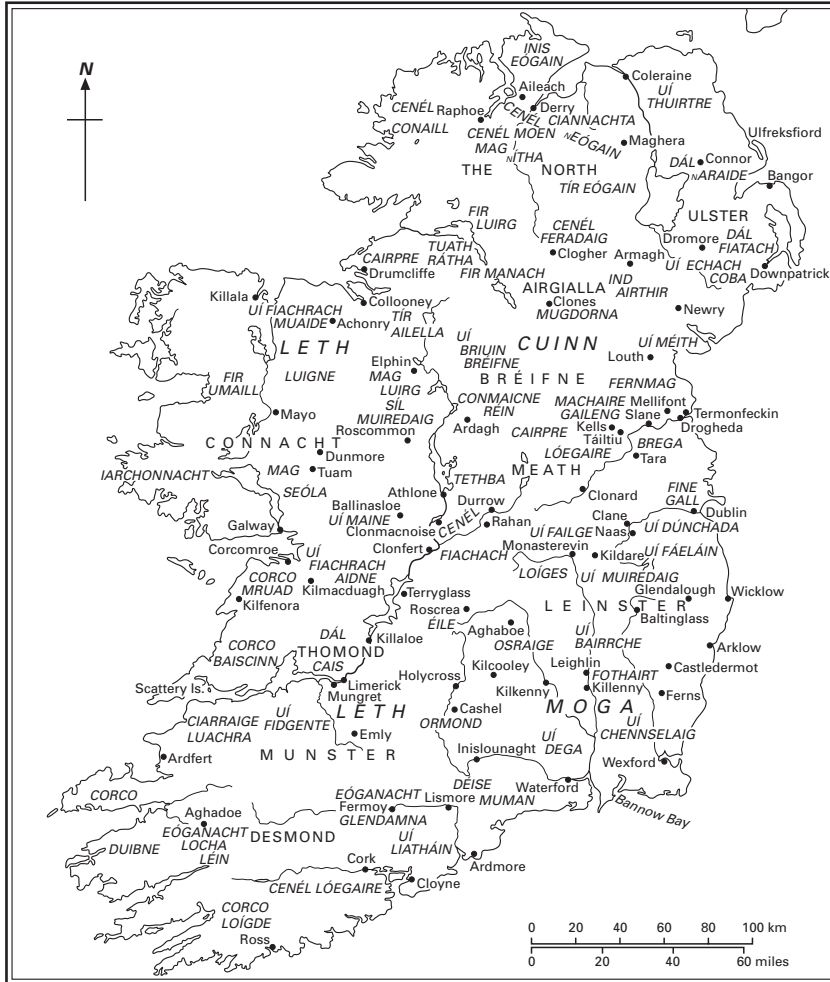 N
INIS
EÓGAIN
Aileach
Coleraine
UÍ
THUIRTRE
CENÉL
CONAILL
Raphoe
Derry
CENÉL
CIANNACHTA
NEÓGAIN
CENÉL MOEN
MAG
NÍTHA
Maghera
Ulfreksfiord
DÁL
NARAIDE
Connor
Bangor
THE NORTH
TÍR EÓGAIN
FIR
LUIRG
ULSTER
CENÉL
FERADAIG
Clogher
Dromore
DÁL
FIATACH
TUATH
RÁTHA
CAIRPRE
Drumcliffe
FIR MANACH
Armagh
IND
AIRTHIR
UÍ ECHACH
COBA
Downpatrick
AIRGIALLA
Clones
MUGDORNA
Newry
Killala
Collooney
UÍ FIACHRACH
MUAIDE
Achonry
TÍR
AILELLA
LETH
CUINN
UÍ
BRIUIN
BRÉIFNE
UÍ MÉITH
Louth
Elphin
MAG
LUIRG
BRÉIFNE
LUIGNE
FIR
UMAILL
FERNMAG
SÍL
MUIREDAIG
CONMAICNE
RÉIN
MACHAIRE
GAILENG
Mellifont
Slane
Termonfeckin
Drogheda
Mayo
Roscommon
Ardagh
CAIRPRE
Kells
Táiltiu
CONNACHT
Dunmore
LÓEGAIRE
BREGA
Tara
MEATH
MAG
SEÓLA
Tuam
IARCHONNACHT
TETHBA
Athlone
Durrow
Clonard
FINE
GALL
Dublin
Ballinasloe
UÍ MAINE
Clonmacnoise
CENÉL
FIACHACH
Rahan
Clane
Naas
UÍ DÚNCHADA
Galway
UÍ FAILGE
Clonfert
Monasterevin
Kildare
UÍ FÁELÁIN
Corcomroe
UÍ
FIACHRACH
AIDNE
LOÍGES
UÍ MUIREDAIG
CORCO
MRUAD
Kilmacduagh
Kilfenora
Terryglass
Glendalough
Wicklow
Roscrea
ÉILE
LEINSTER
Baltinglass
Aghaboe
OSRAIGE
UÍ
BAIRRCHE
DÁL
CAIS
Killaloe
THOMOND
Arklow
CORCO
BAISCINN
Kilcooley
Leighlin
Castledermot
Scattery Is.
Limerick
Mungret
Holycross
Kilkenny
FOTHAIRT
Killenny
Ferns
LETH
MOGA
Cashel
ORMOND
CIARRAIGE
LUACHRA
UÍ
FIDGENTE
Emly
UÍ
CHENNSELAIG
UÍ
DEGA
MUNSTER
Ardfert
Inislounaght
Wexford
Waterford
DÉISE
MUMAN
Bannow Bay
CORCO
DUIBNE
EÓGANACHT
GLENDAMNA
Fermoy
Lismore
Aghadoe
EÓGANACHT
LOCHA
LÉIN
DESMOND
UÍ
LIATHÁIN
Ardmore
Cork
CENÉL LÓEGAIRE
Cloyne
CORCO
LOÍGDE
Ross
0 20 40 60 80 100 km
0 20 40 60 miles